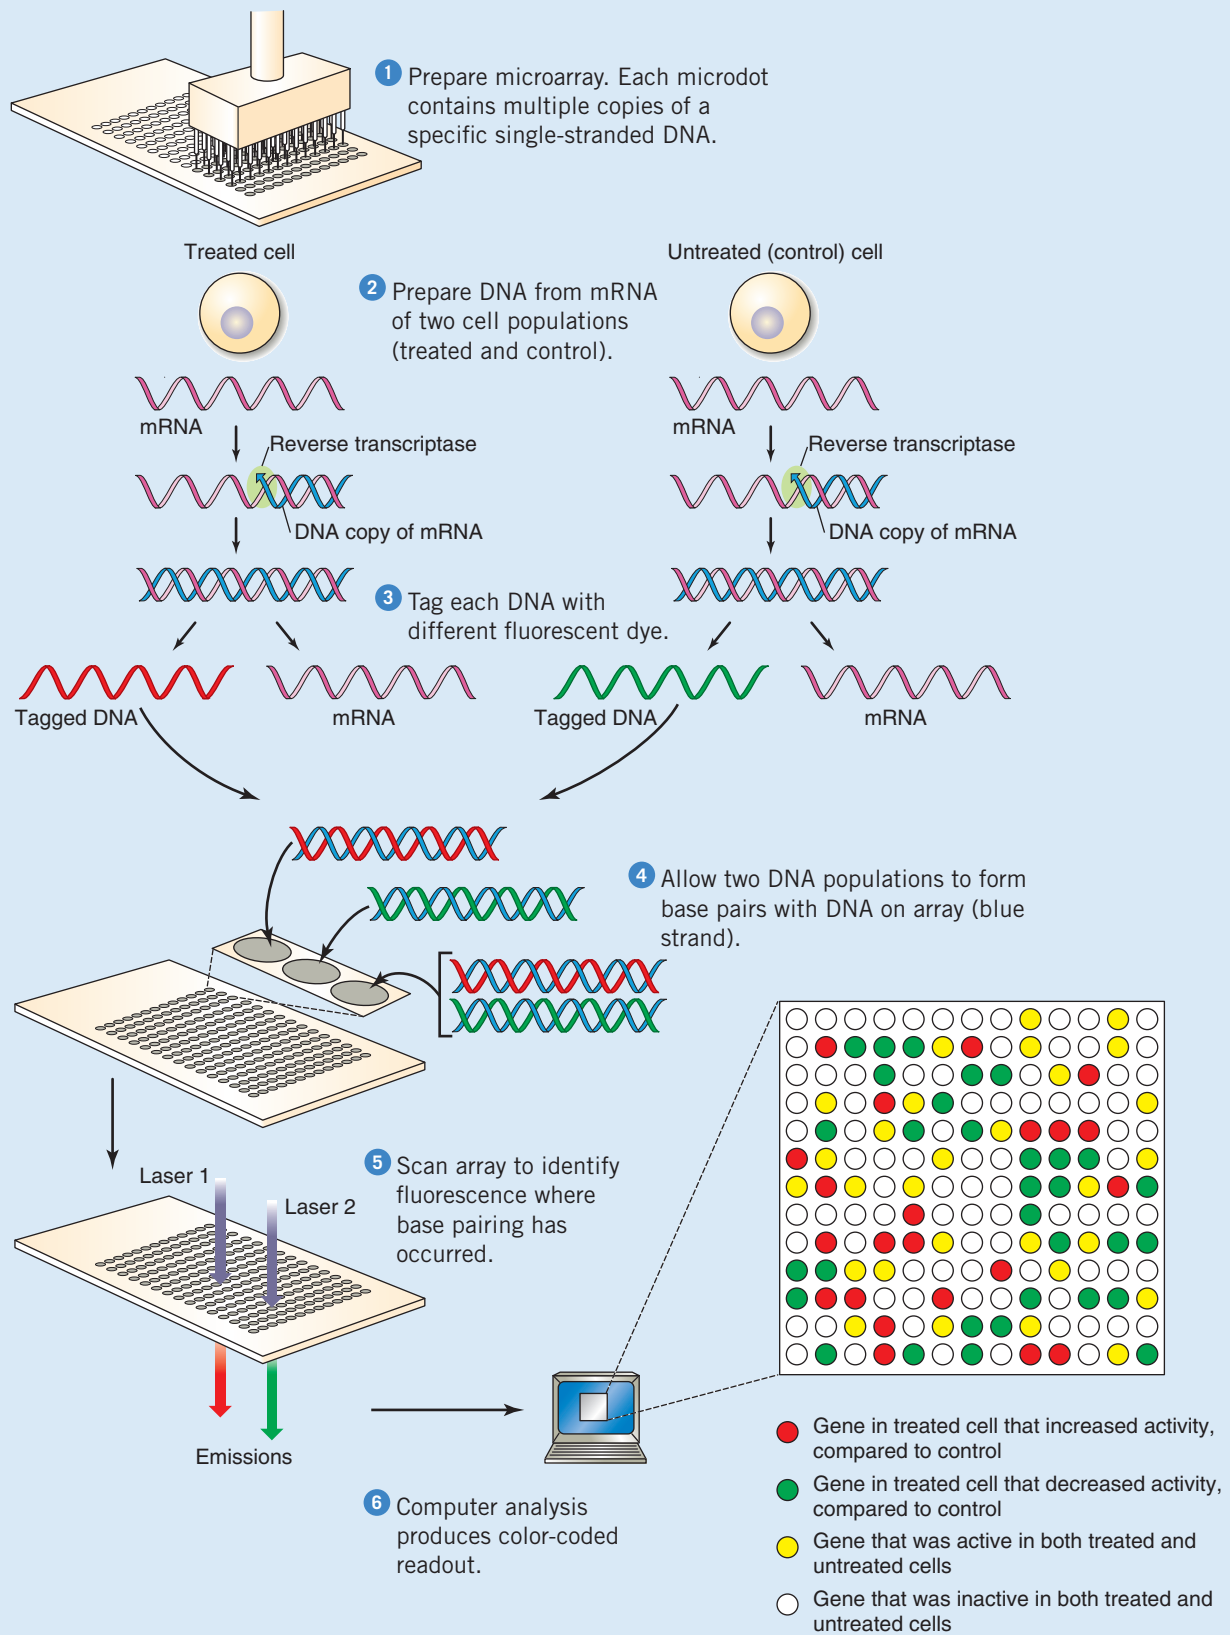 1 Prepare microarray. Each microdot
contains multiple copies of a
specific single-stranded DNA.
Treated cell
Untreated (control) cell
2 Prepare DNA from mRNA
of two cell populations
(treated and control).
mRNA
mRNA
Reverse transcriptase
Reverse transcriptase
DNA copy of mRNA
DNA copy of mRNA
3 Tag each DNA with
different fluorescent dye.
Tagged DNA
mRNA
Tagged DNA
mRNA
4 Allow two DNA populations to form
base pairs with DNA on array (blue
strand).
5 Scan array to identify
fluorescence where
base pairing has
occurred.
Laser 1
Laser 2
Emissions
6 Computer analysis
produces color-coded
readout.
Gene in treated cell that increased activity,
compared to control
Gene in treated cell that decreased activity,
compared to control
Gene that was active in both treated and
untreated cells
Gene that was inactive in both treated and
untreated cells